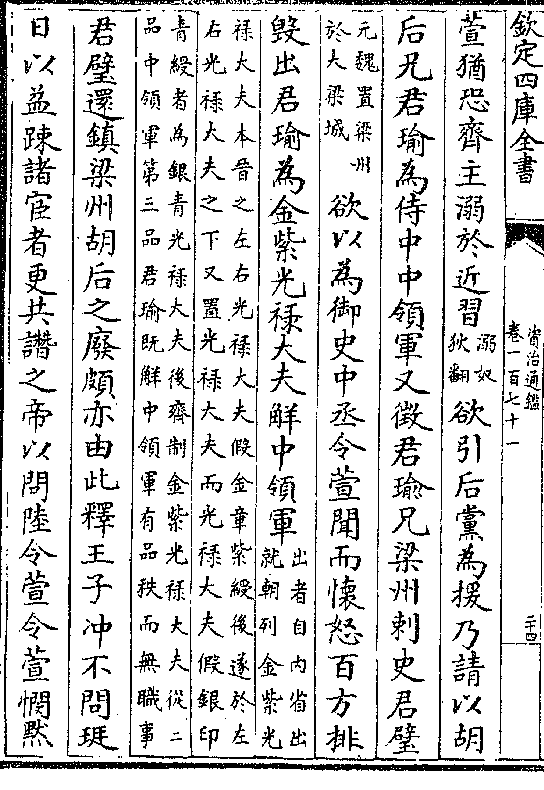 欽定四庫全書
資治通鑑
卷一百七十一
二十四
萱猶恐齊主溺於近習
溺奴
狄翻
欲引后黨為援乃請以胡
后兄君瑜為侍中中領軍又徵君瑜兄梁州刺史君璧
元魏置梁州
於大梁城
欲以為御史中丞令萱聞而懷怒百方排
毁出君瑜為金紫光禄大夫解中領軍
出者自内省出
就朝列金紫光
禄大夫本晉之左右光禄大夫假金章紫綬後遂於左
右光禄大夫之下又置光禄大夫而光禄大夫假銀印
青綬者為銀青光禄大夫後齊制金紫光禄大夫從二
品中領軍第三品君瑜既解中領軍有品秩而無職事
君璧還鎮梁州胡后之廢頗亦由此釋王子冲不問珽
日以益疎諸宦者更共譖之帝以問陸令萱令萱憫黙